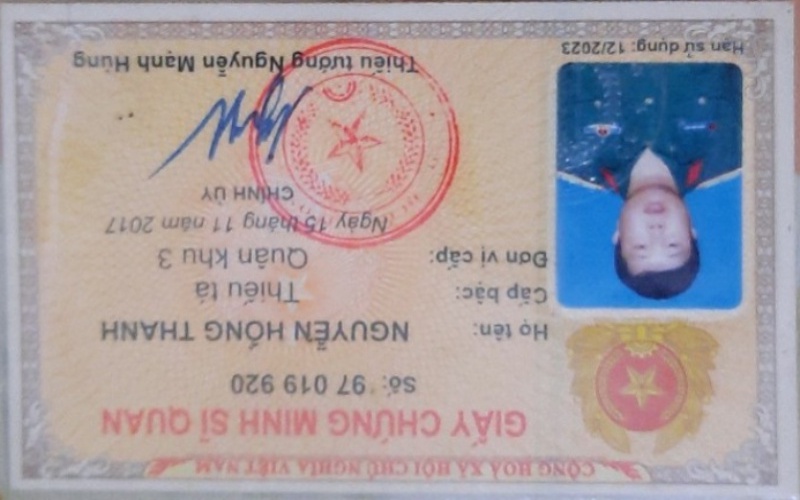 CỘNG HOÀ XÃ HỘI CHỦ NGHĨA VIỆT NAM
GIẤY CHỨNG MINH SĨ QUAN
Số: 97 019 920
Họ tên: NGUYỄN HỒNG THANH
Cấp bậc: Thiếu tá
Đơn vị cấp: Quân khu 3
Ngày 15 tháng 11 năm 2017
CHÍNH ỦY
Thiếu tướng Nguyễn Mạnh Hùng
Hạn sử dụng: 12/2023